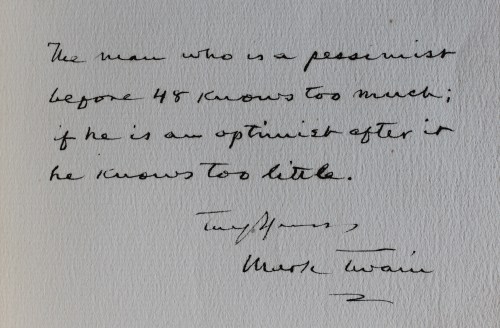 The man who is a pessimist
before 48 knows too much;
if he is an optimist after it
he knows too little.
Truly Yours
Mark Twain